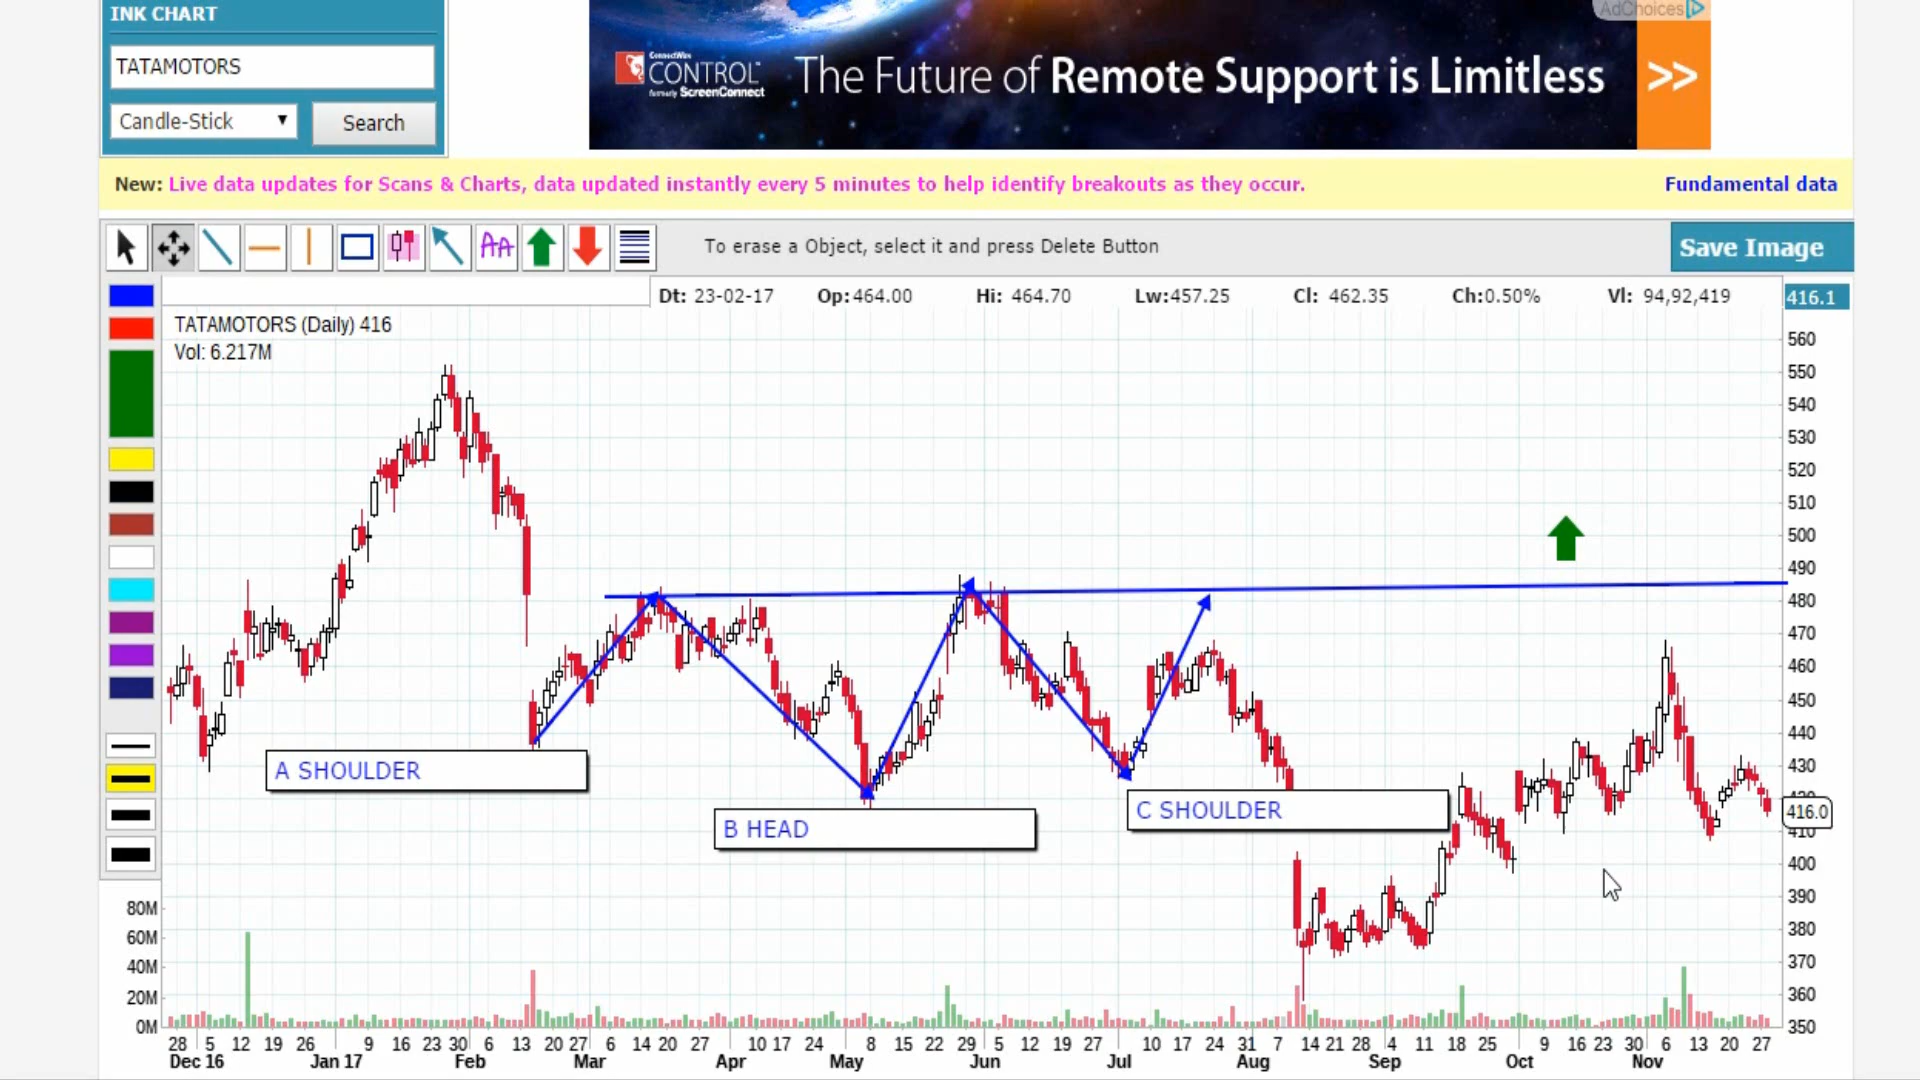 INK CHART
AdChoices
TATAMOTORS
ConnectWise
CONTROL™
formerly ScreenConnect
The Future of Remote Support is Limitless
>>
Candle-Stick
Search
New: Live data updates for Scans & Charts, data updated instantly every 5 minutes to help identify breakouts as they occur.
Fundamental data
AA
To erase a Object, select it and press Delete Button
Save Image
Dt: 23-02-17 Op:464.00 Hi: 464.70 Lw:457.25 Cl: 462.35 Ch:0.50% Vl: 94,92,419
416.1
TATAMOTORS (Daily) 416
Vol: 6.217M
560
550
540
530
520
510
500
490
480
470
460
450
440
430
416.0
400
390
380
370
360
350
A SHOULDER
B HEAD
C SHOULDER
80M
60M
40M
20M
0M
28 5 12 19 26 9 16 23 30 6 13 20 27 6 14 20 27 10 17 24 8 15 22 29 5 12 19 27 10 17 24 31 7 14 21 28 4 11 18 25 9 16 23 30 6 13 20 27
Dec 16 Jan 17 Feb Mar Apr May Jun Jul Aug Sep Oct Nov